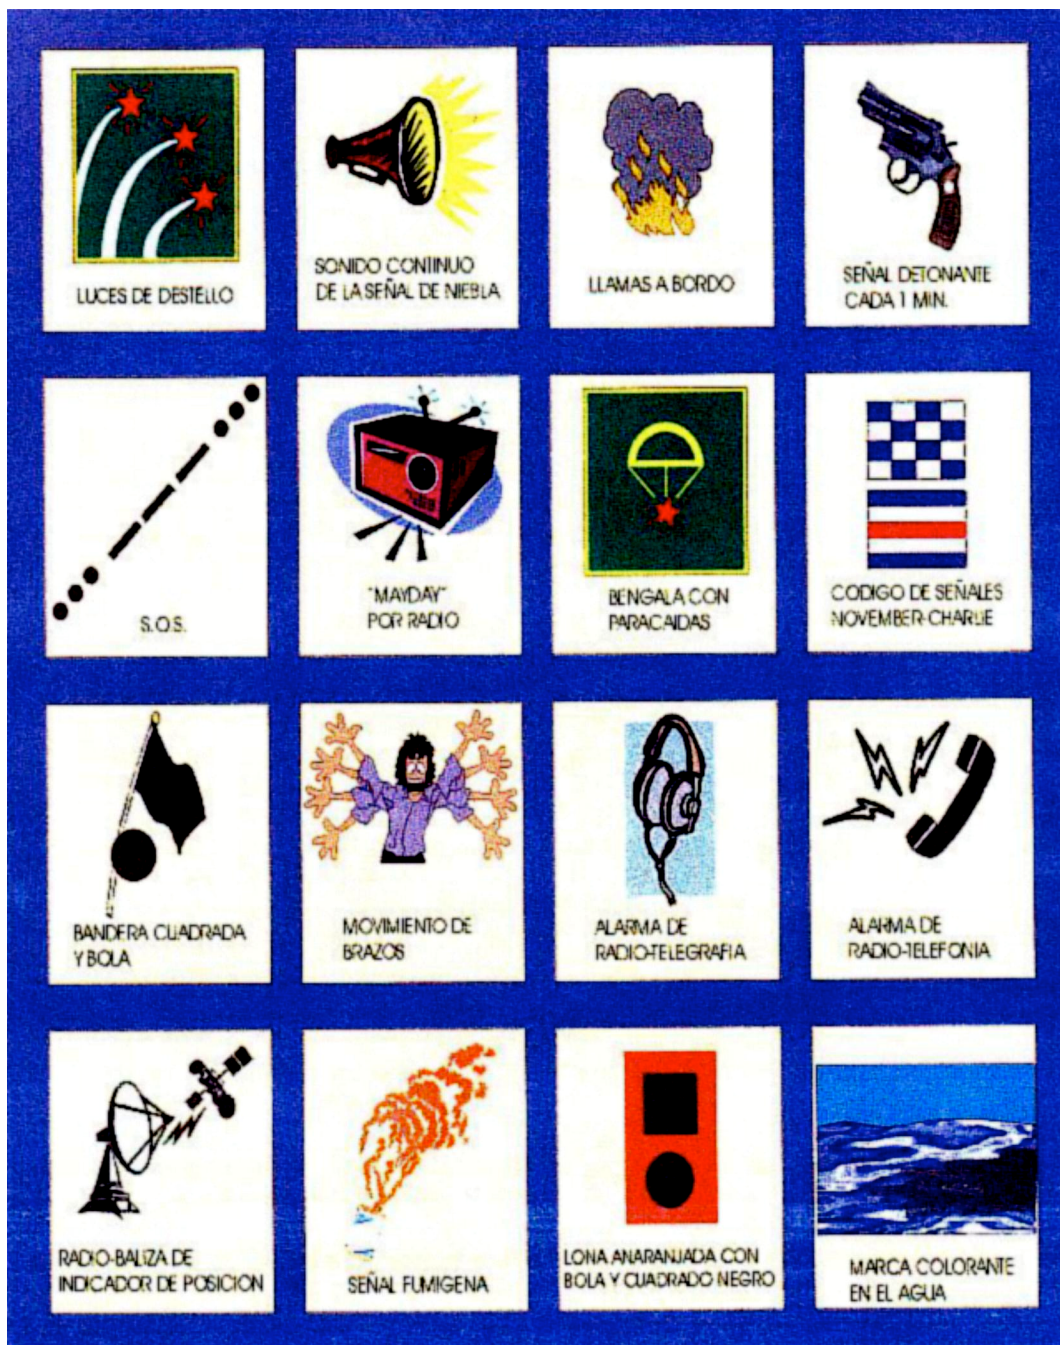 LUCES DE DESTELLO
SONIDO CONTINUO
DE LA SEÑAL DE NIEBLA
LLAMAS A BORDO
SEÑAL DETONANTE
CADA 1 MIN.
S.O.S.
"MAYDAY"
POR RADIO
BENGALA CON
PARACAIDAS
CODIGO DE SEÑALES
NOVEMBER-CHARLIE
BANDERA CUADRADA
Y BOLA
MOVIMIENTO DE
BRAZOS
ALARMA DE
RADIO-TELEGRAFIA
ALARMA DE
RADIO-TELEFONIA
RADIO-BALIZA DE
INDICADOR DE POSICION
SEÑAL FUMIGENA
LONA ANARANJADA CON
BOLA Y CUADRADO NEGRO
MARCA COLORANTE
EN EL AGUA